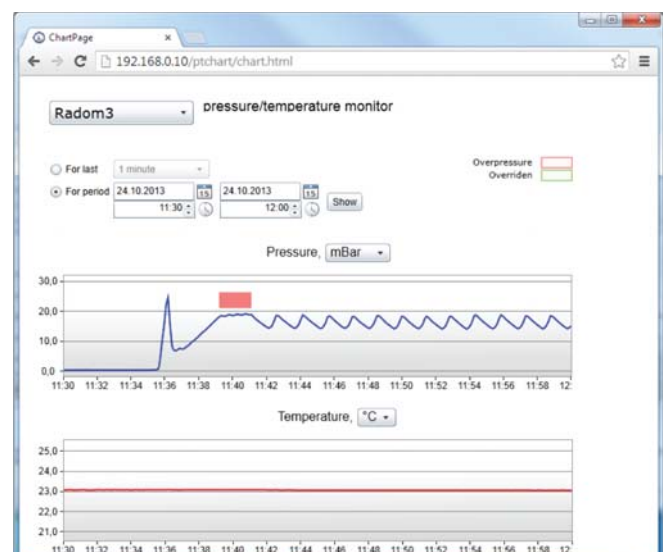 ChartPage
192.168.0.10/ptchart/chart.html
Radom3
pressure/temperature monitor
For last 1 minute
Overpressure
Overriden
For period 24.10.2013 15 24.10.2013 15
11:30 12:00 Show
Pressure, mBar
30,0
20,0
10,0
0,0
11:30 11:32 11:34 11:36 11:38 11:40 11:42 11:44 11:46 11:48 11:50 11:52 11:54 11:56 11:58 12:
Temperature, °C
25,0
24,0
23,0
22,0
21,0
11:30 11:32 11:34 11:36 11:38 11:40 11:42 11:44 11:46 11:48 11:50 11:52 11:54 11:56 11:58 12: